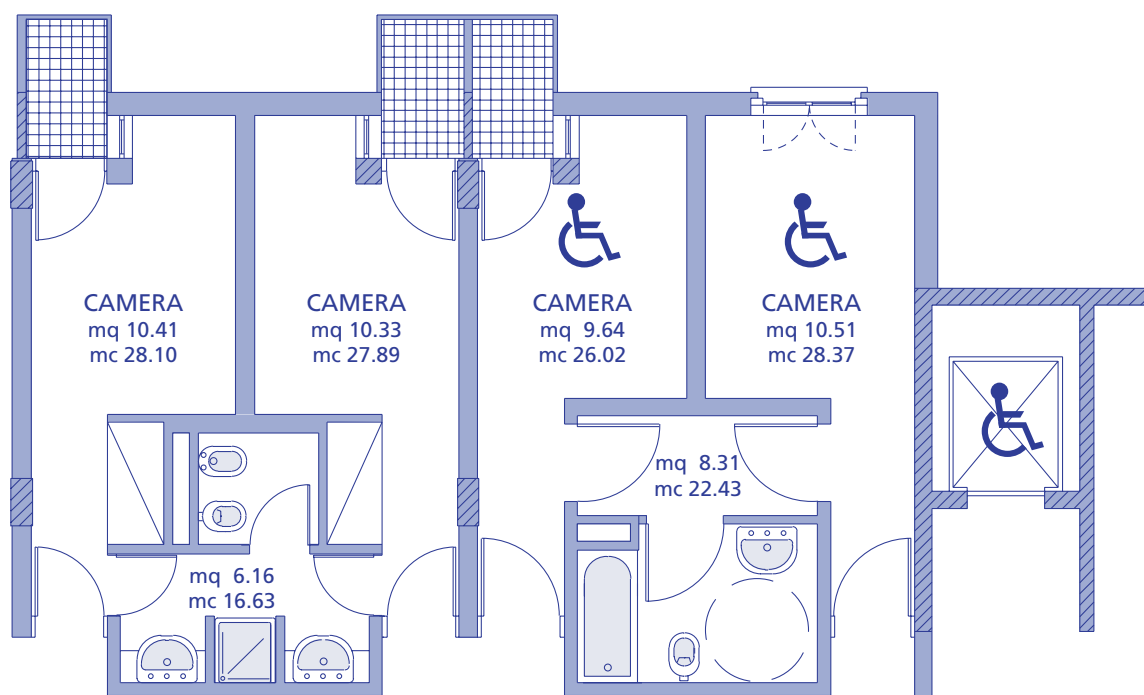 CAMERA
mq 10.41
mc 28.10
CAMERA
mq 10.33
mc 27.89
CAMERA
mq 9.64
mc 26.02
CAMERA
mq 10.51
mc 28.37
mq 8.31
mc 22.43
mq 6.16
mc 16.63